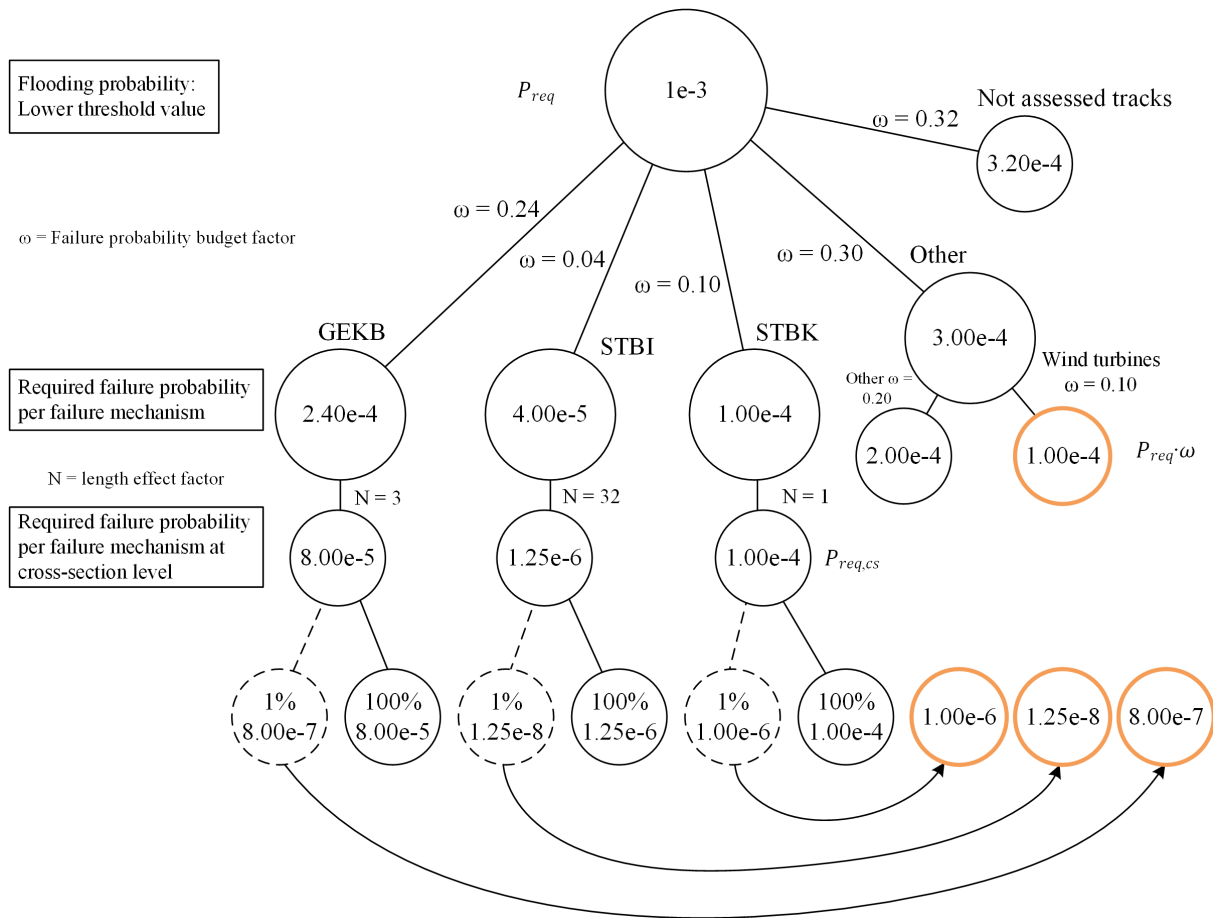 Flooding probability:
Lower threshold value
P_req
1e-3
Not assessed tracks
ω = 0.32
3.20e-4
ω = 0.24
ω = Failure probability budget factor
ω = 0.04
ω = 0.10
ω = 0.30
Other
3.00e-4
GEKB
STBI
STBK
Wind turbines
ω = 0.10
Other ω =
0.20
Required failure probability
per failure mechanism
2.40e-4
4.00e-5
1.00e-4
2.00e-4
1.00e-4
P_req·ω
N = length effect factor
N = 3
N = 32
N = 1
Required failure probability
per failure mechanism at
cross-section level
8.00e-5
1.25e-6
1.00e-4
P_req,cs
1%
8.00e-7
100%
8.00e-5
1%
1.25e-8
100%
1.25e-6
1%
1.00e-6
100%
1.00e-4
1.00e-6
1.25e-8
8.00e-7